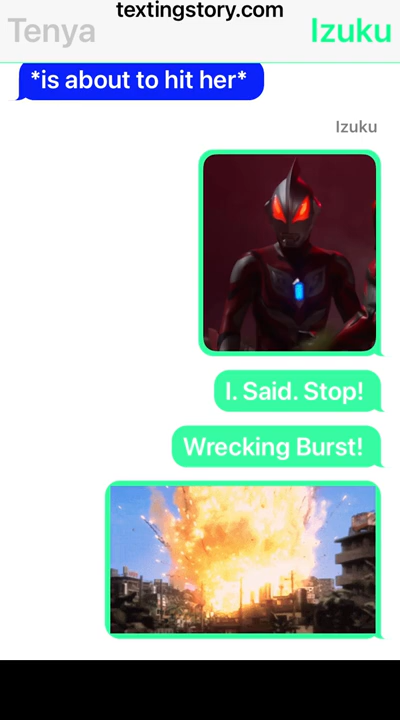 textingstory.com
Tenya
Izuku
*is about to hit her*
Izuku
I. Said. Stop!
Wrecking Burst!